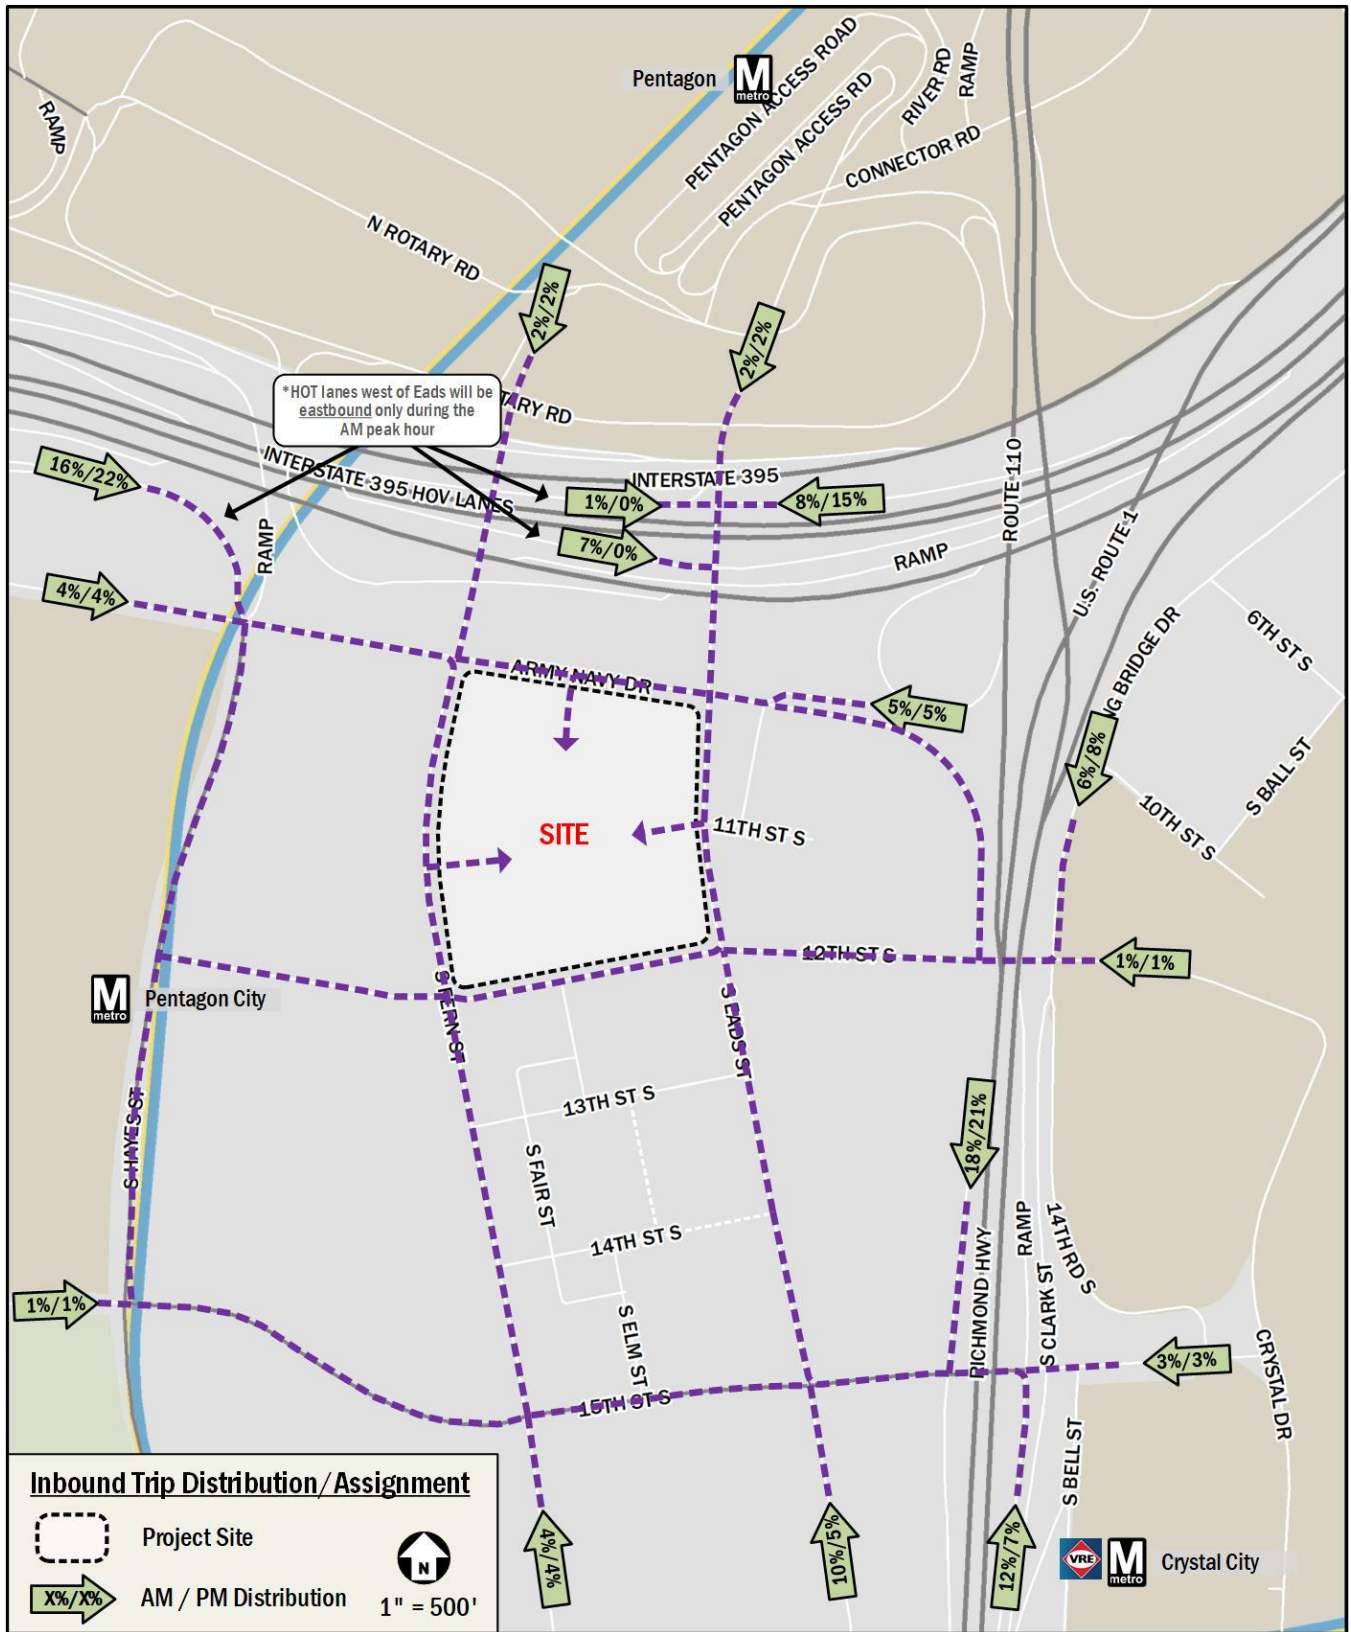 Pentagon
M
metro
PENTAGON ACCESS ROAD
PENTAGON ACCESS RD
RIVER RD
RAMP
CONNECTOR RD
RAMP
N ROTARY RD
2%/2%
2%/2%
*HOT lanes west of Eads will be
eastbound only during the
AM peak hour
TARY RD
16%/22%
INTERSTATE 395 HOV LANES
INTERSTATE 395
1%/0%
8%/15%
7%/0%
RAMP
RAMP
ROUTE 110
U.S. ROUTE 1
4%/4%
ARMY NAVY DR
5%/5%
NG BRIDGE DR
6%/8%
6TH ST S
S BALL ST
10TH ST S
SITE
11TH ST S
12TH ST S
1%/1%
M
metro
Pentagon City
S FERN ST
S EADS ST
13TH ST S
S HAYES ST
S FAIR ST
14TH ST S
18%/21%
RICHMOND HWY
RAMP
14TH RD S
S CLARK ST
1%/1%
S ELM ST
15TH ST S
3%/3%
CRYSTAL DR
S BELL ST
4%/4%
10%/5%
12%/7%
VRE
M
metro
Crystal City
Inbound Trip Distribution/Assignment
Project Site
X%/X%
AM / PM Distribution
N
1" = 500'